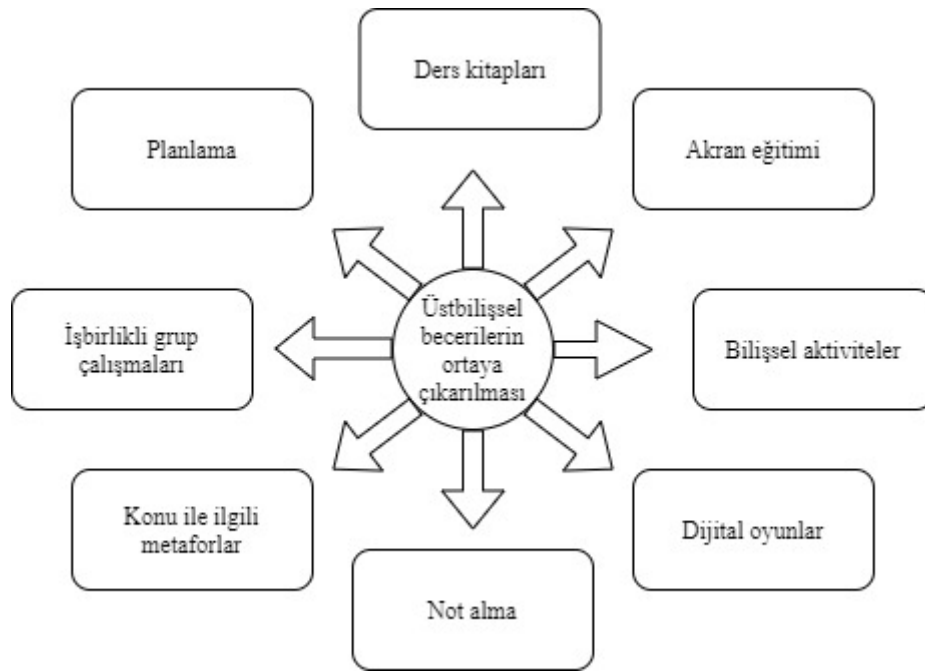 Ders kitapları
Planlama
Akran eğitimi
Üstbilişsel
becerilerin
ortaya
çıkarılması
İşbirlikli grup
çalışmaları
Bilişsel aktiviteler
Konu ile ilgili
metaforlar
Dijital oyunlar
Not alma